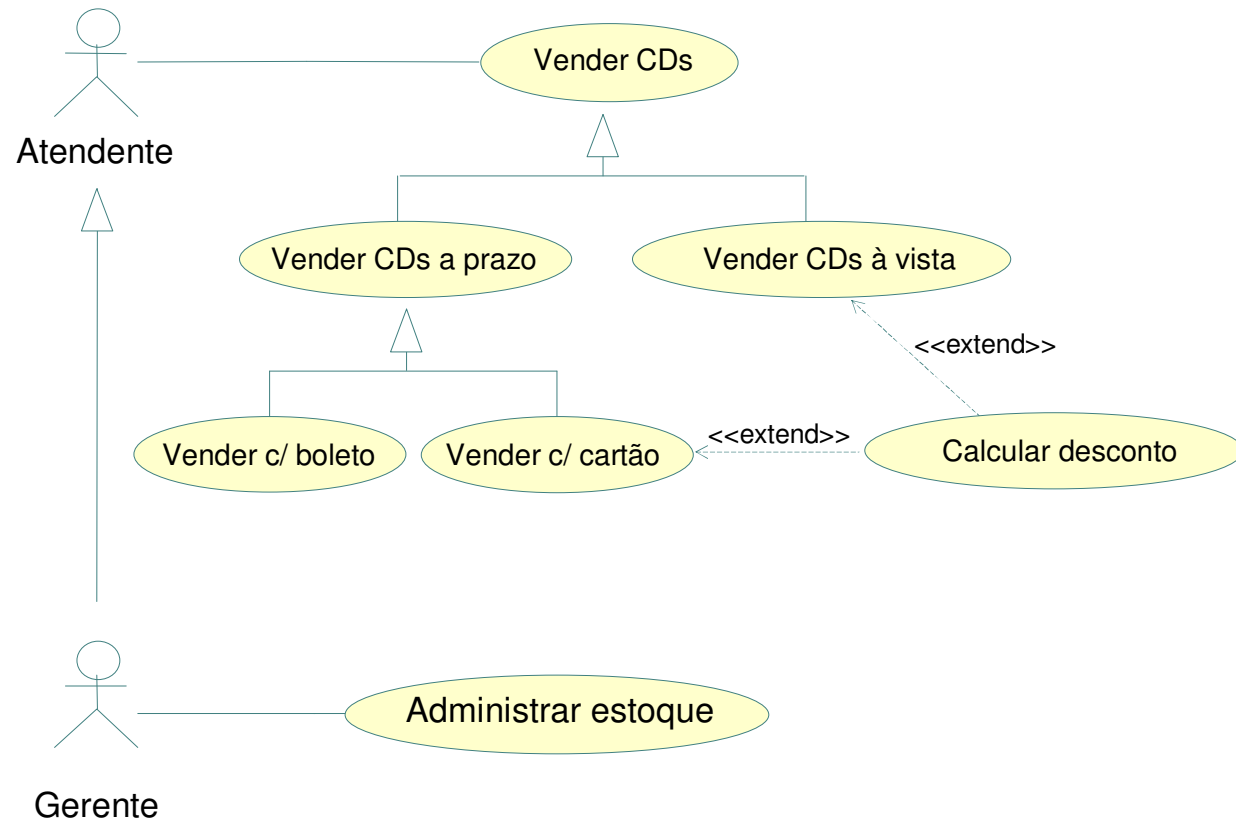 Vender CDs
Atendente
Vender CDs a prazo
Vender CDs à vista
<<extend>>
<<extend>>
Vender c/ boleto
Vender c/ cartão
Calcular desconto
Administrar estoque
Gerente